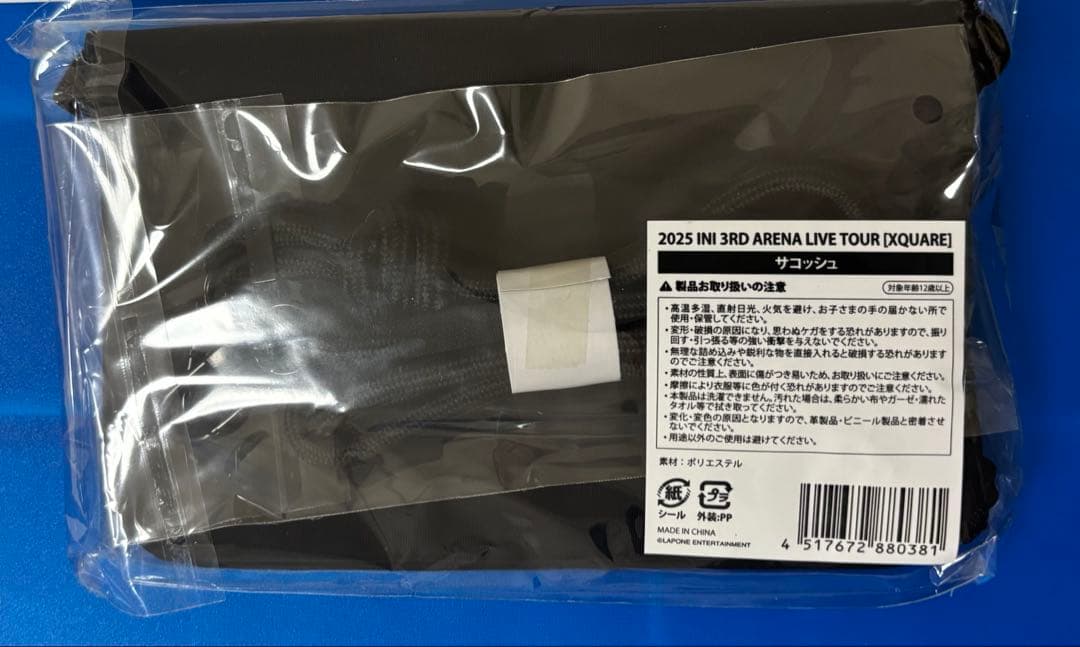 2025 INI 3RD ARENA LIVE TOUR [XQUARE]
サコッシュ
⚠ 製品お取り扱いの注意
対象年齢12歳以上
・高温多湿、直射日光、火気を避け、お子さまの手の届かない所で
使用・保管してください。
・変形・破損の原因になり、思わぬケガをする恐れがありますので、振り
回す・引っ張る等の強い衝撃を与えないでください。
・無理な詰め込みや鋭利な物を直接入れると破損する恐れがあります
のでご注意ください。
・素材の性質上、表面に傷がつき易いため、お取り扱いにご注意ください。
・摩擦により衣服等に色が付く恐れがありますのでご注意ください。
・本製品は洗濯できません。汚れた場合は、柔らかい布やガーゼ・濡れた
タオル等で拭き取ってください。
・変化・変色の原因となりますので、革製品・ビニール製品と密着させ
ないでください。
・用途以外のご使用は避けてください。
素材：ポリエステル
紙
プラ
シール
外装:PP
MADE IN CHINA
©LAPONE ENTERTAINMENT
4 517672 880381